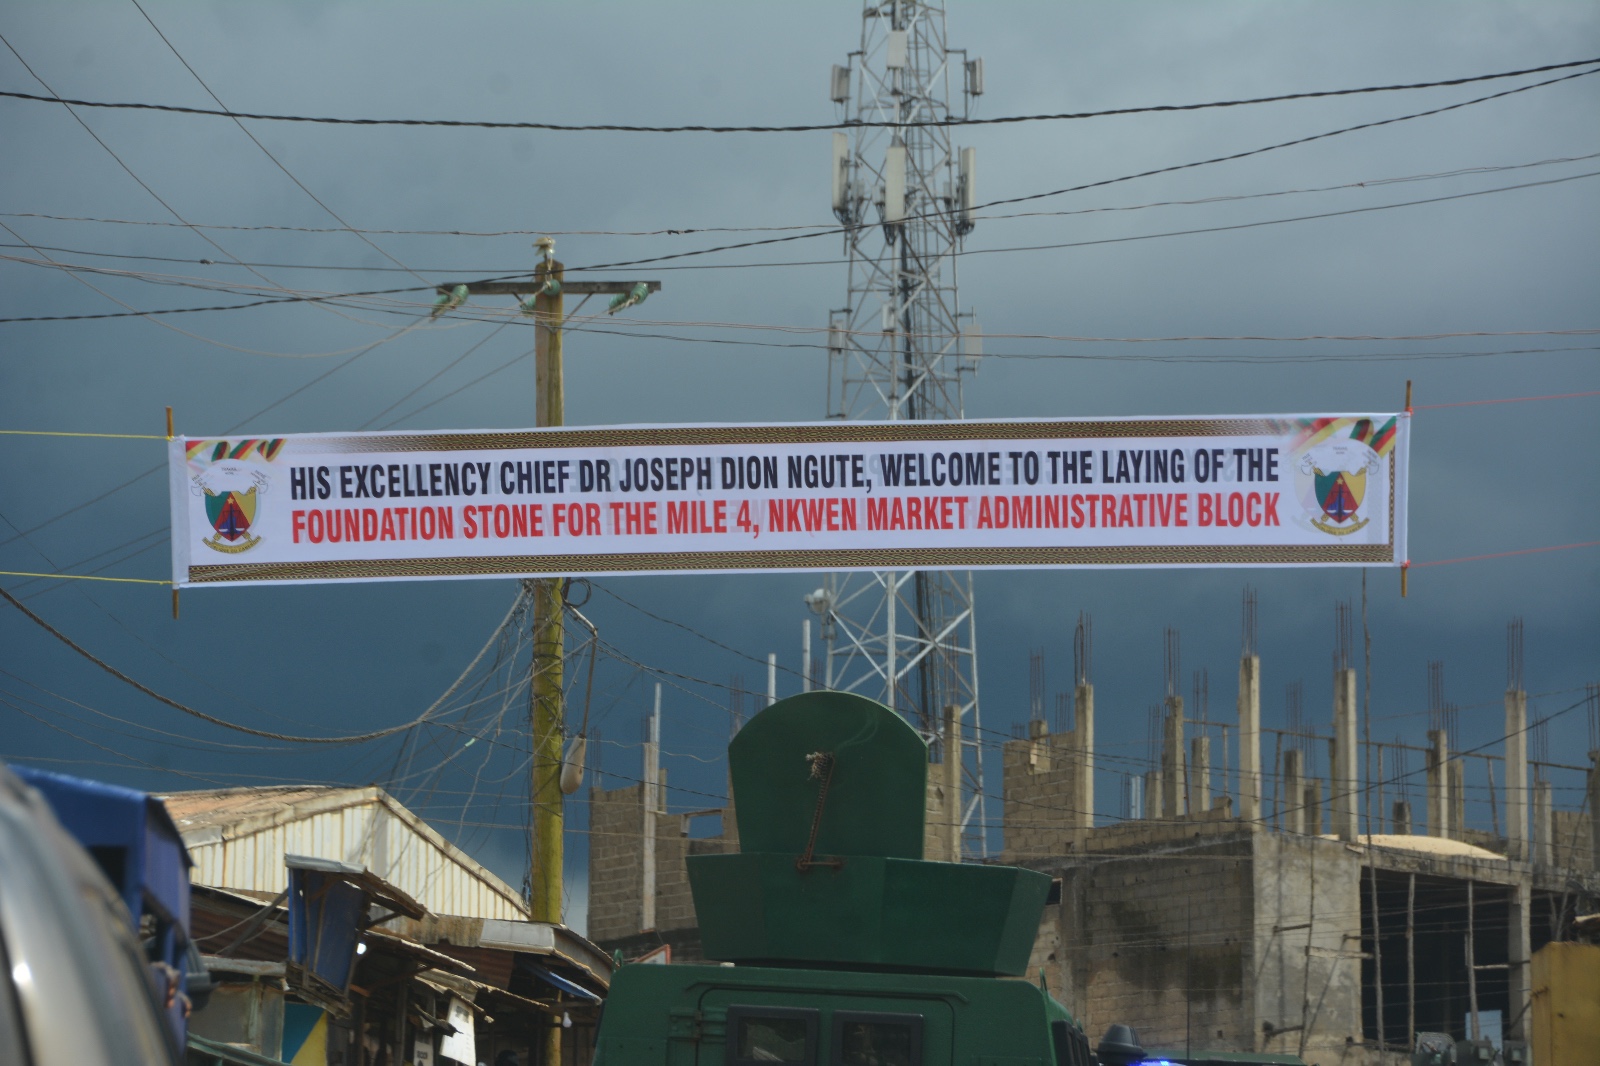 HIS EXCELLENCY CHIEF DR JOSEPH DION NGUTE, WELCOME TO THE LAYING OF THE
FOUNDATION STONE FOR THE MILE 4, NKWEN MARKET ADMINISTRATIVE BLOCK